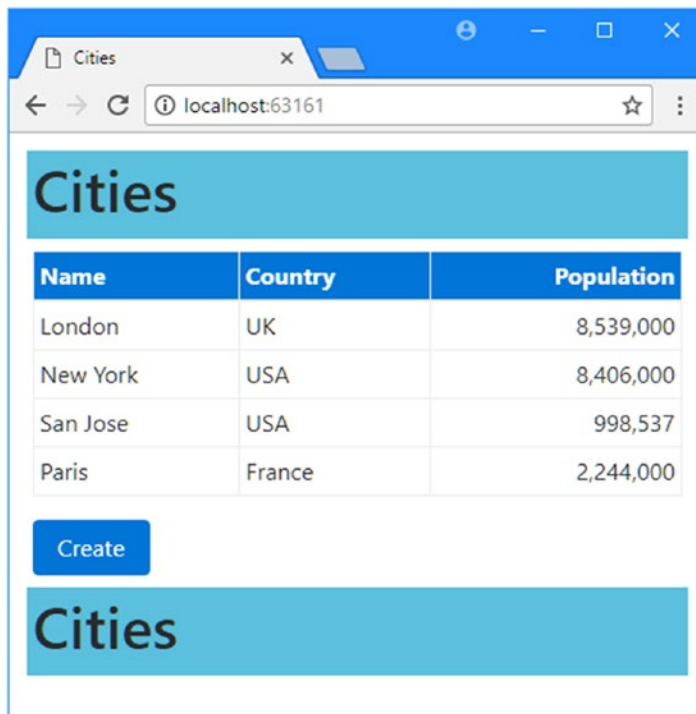 Cities
localhost:63161
Cities
Name Country Population
London UK 8,539,000
New York USA 8,406,000
San Jose USA 998,537
Paris France 2,244,000
Create
Cities